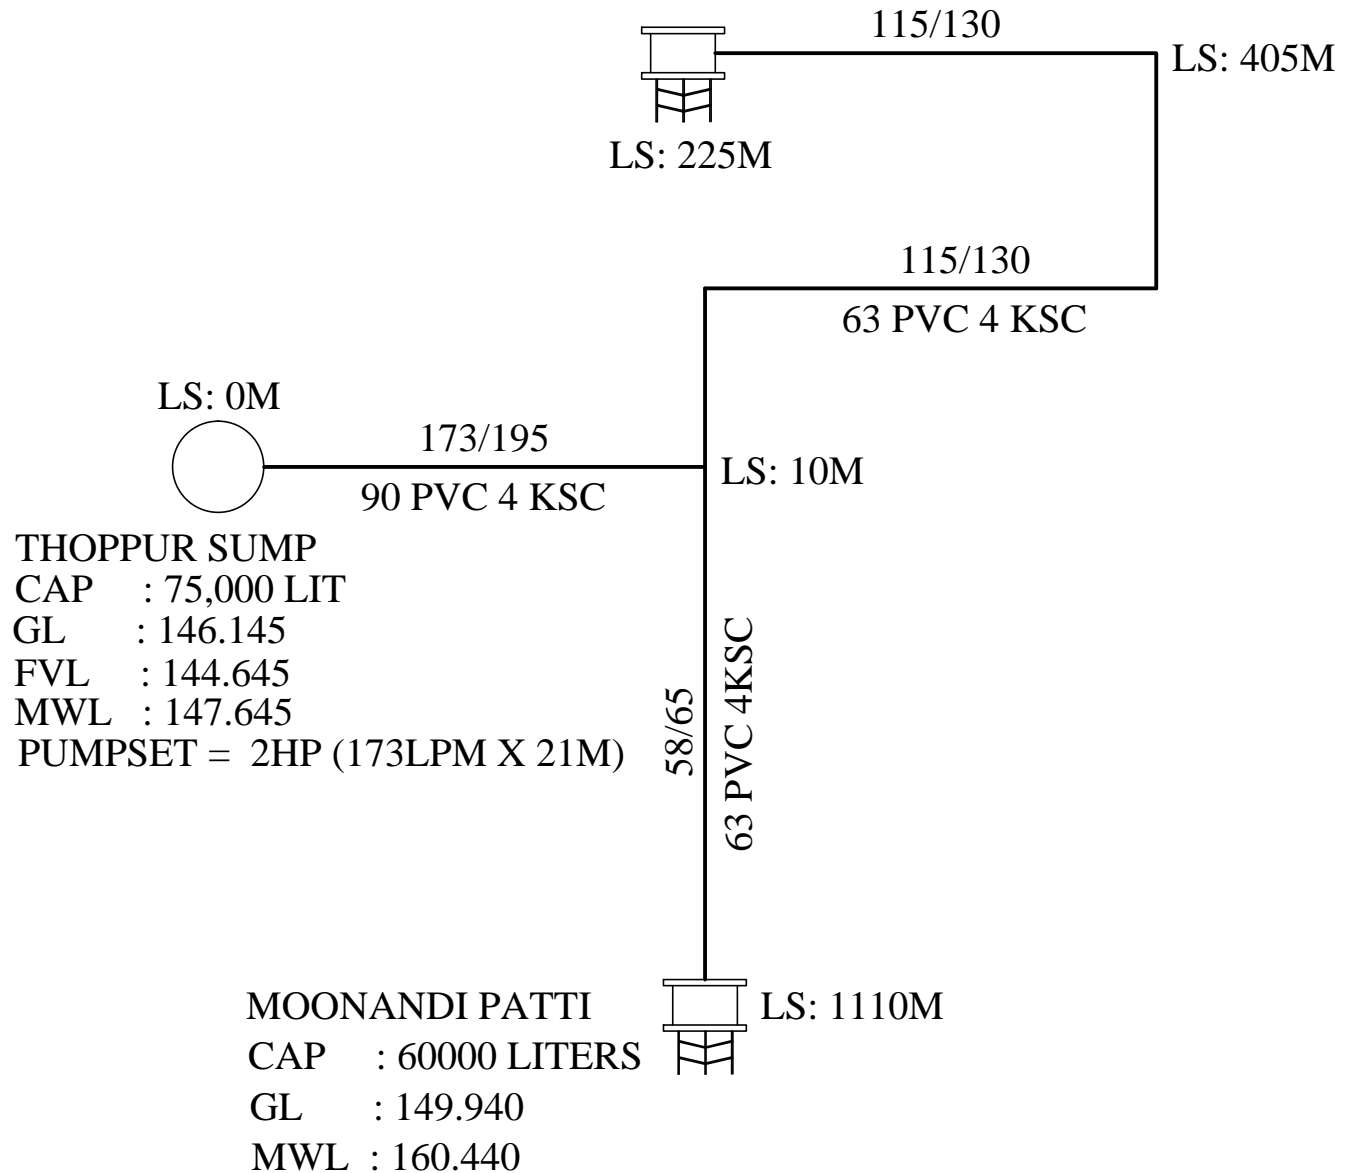 115/130
LS: 405M
LS: 225M
115/130
63 PVC 4 KSC
LS: 0M
173/195
90 PVC 4 KSC
LS: 10M
THOPPUR SUMP
CAP : 75,000 LIT
GL : 146.145
FVL : 144.645
MWL : 147.645
PUMPSET = 2HP (173LPM X 21M)
58/65
63 PVC 4KSC
MOONANDI PATTI
LS: 1110M
CAP : 60000 LITERS
GL : 149.940
MWL : 160.440